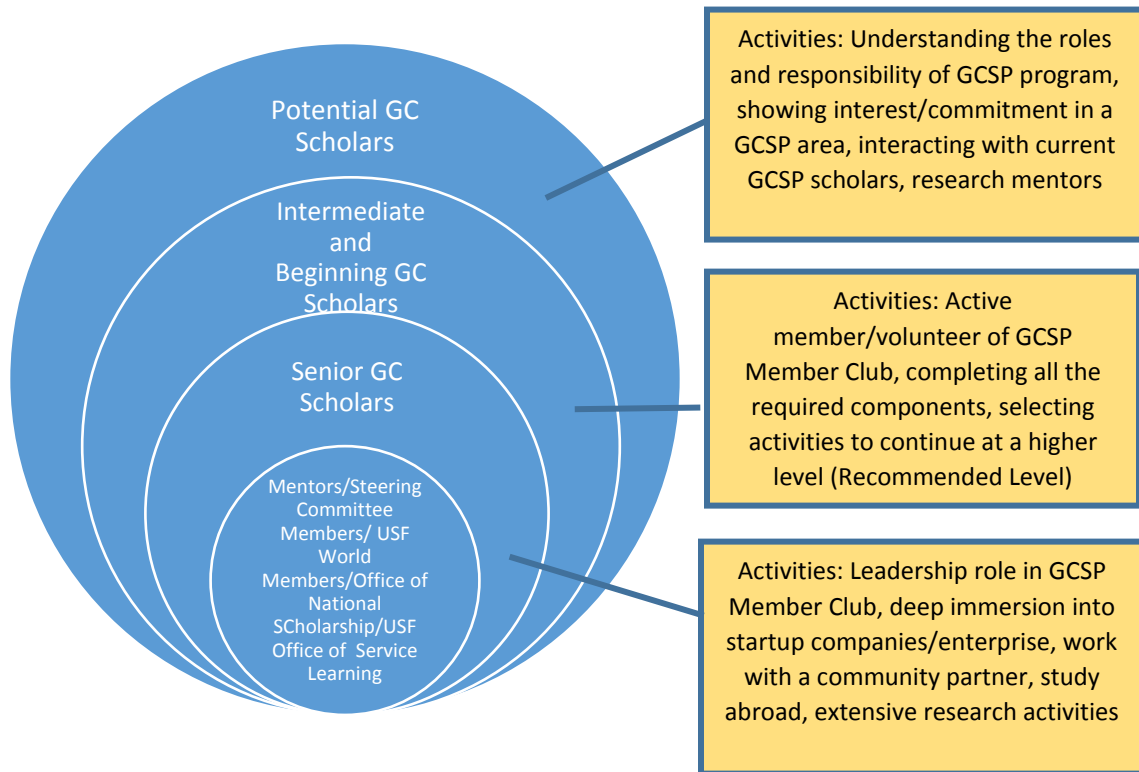 Potential GC
Scholars
Intermediate
and
Beginning GC
Scholars
Senior GC
Scholars
Mentors/Steering
Committee
Members/ USF
World
Members/Office of
National
SCholarship/USF
Office of Service
Learning
Activities: Understanding the roles
and responsibility of GCSP program,
showing interest/commitment in a
GCSP area, interacting with current
GCSP scholars, research mentors
Activities: Active
member/volunteer of GCSP
Member Club, completing all the
required components, selecting
activities to continue at a higher
level (Recommended Level)
Activities: Leadership role in GCSP
Member Club, deep immersion into
startup companies/enterprise, work
with a community partner, study
abroad, extensive research activities